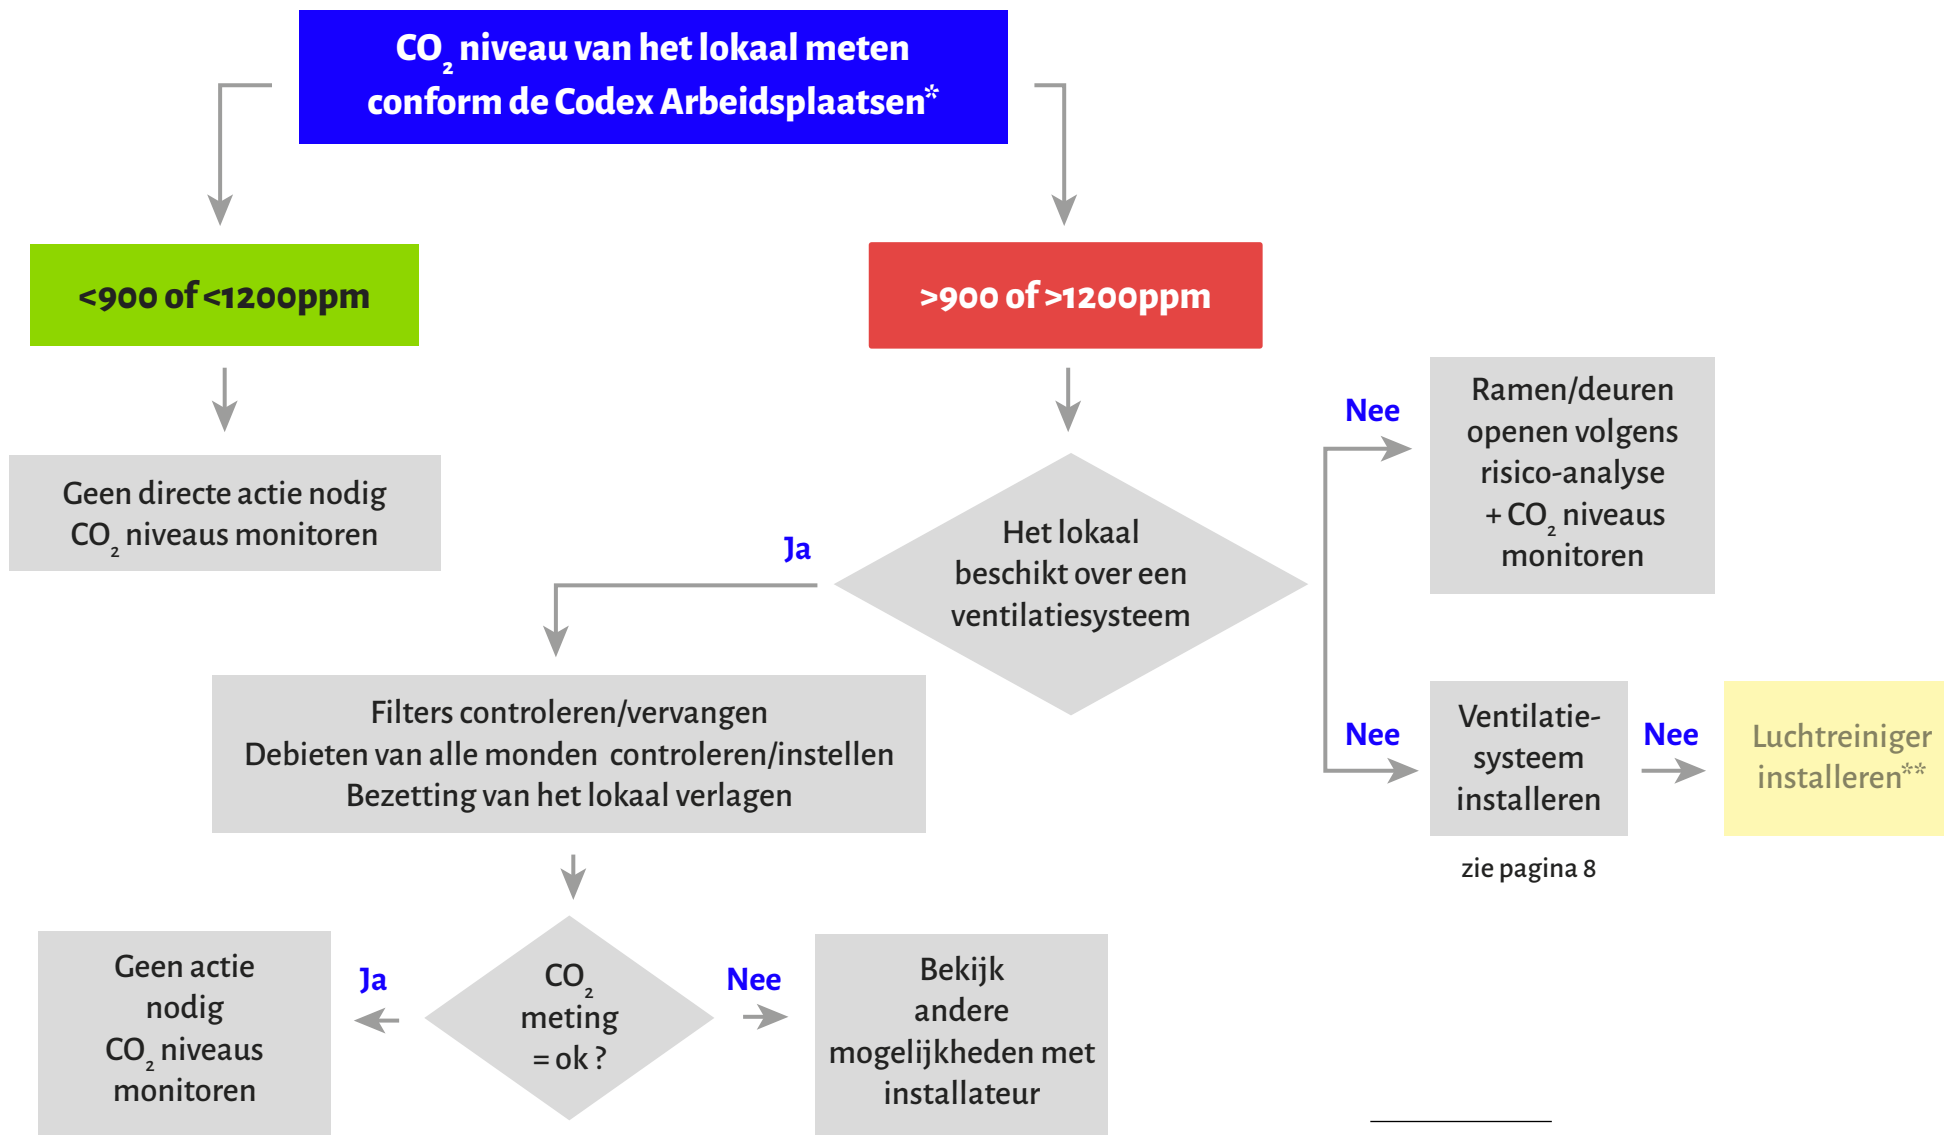 CO₂ niveau van het lokaal meten
conform de Codex Arbeidsplaatsen*
<900 of <1200ppm
>900 of >1200ppm
Geen directe actie nodig
CO₂ niveaus monitoren
Het lokaal
beschikt over een
ventilatiesysteem
Nee
Ramen/deuren
openen volgens
risico-analyse
+ CO₂ niveaus
monitoren
Ja
Filters controleren/vervangen
Debieten van alle monden controleren/instellen
Bezetting van het lokaal verlagen
Nee
Ventilatie-
systeem
installeren
zie pagina 8
Nee
Luchtreiniger
installeren**
CO₂
meting
= ok ?
Ja
Geen actie
nodig
CO₂ niveaus
monitoren
Nee
Bekijk
andere
mogelijkheden met
installateur